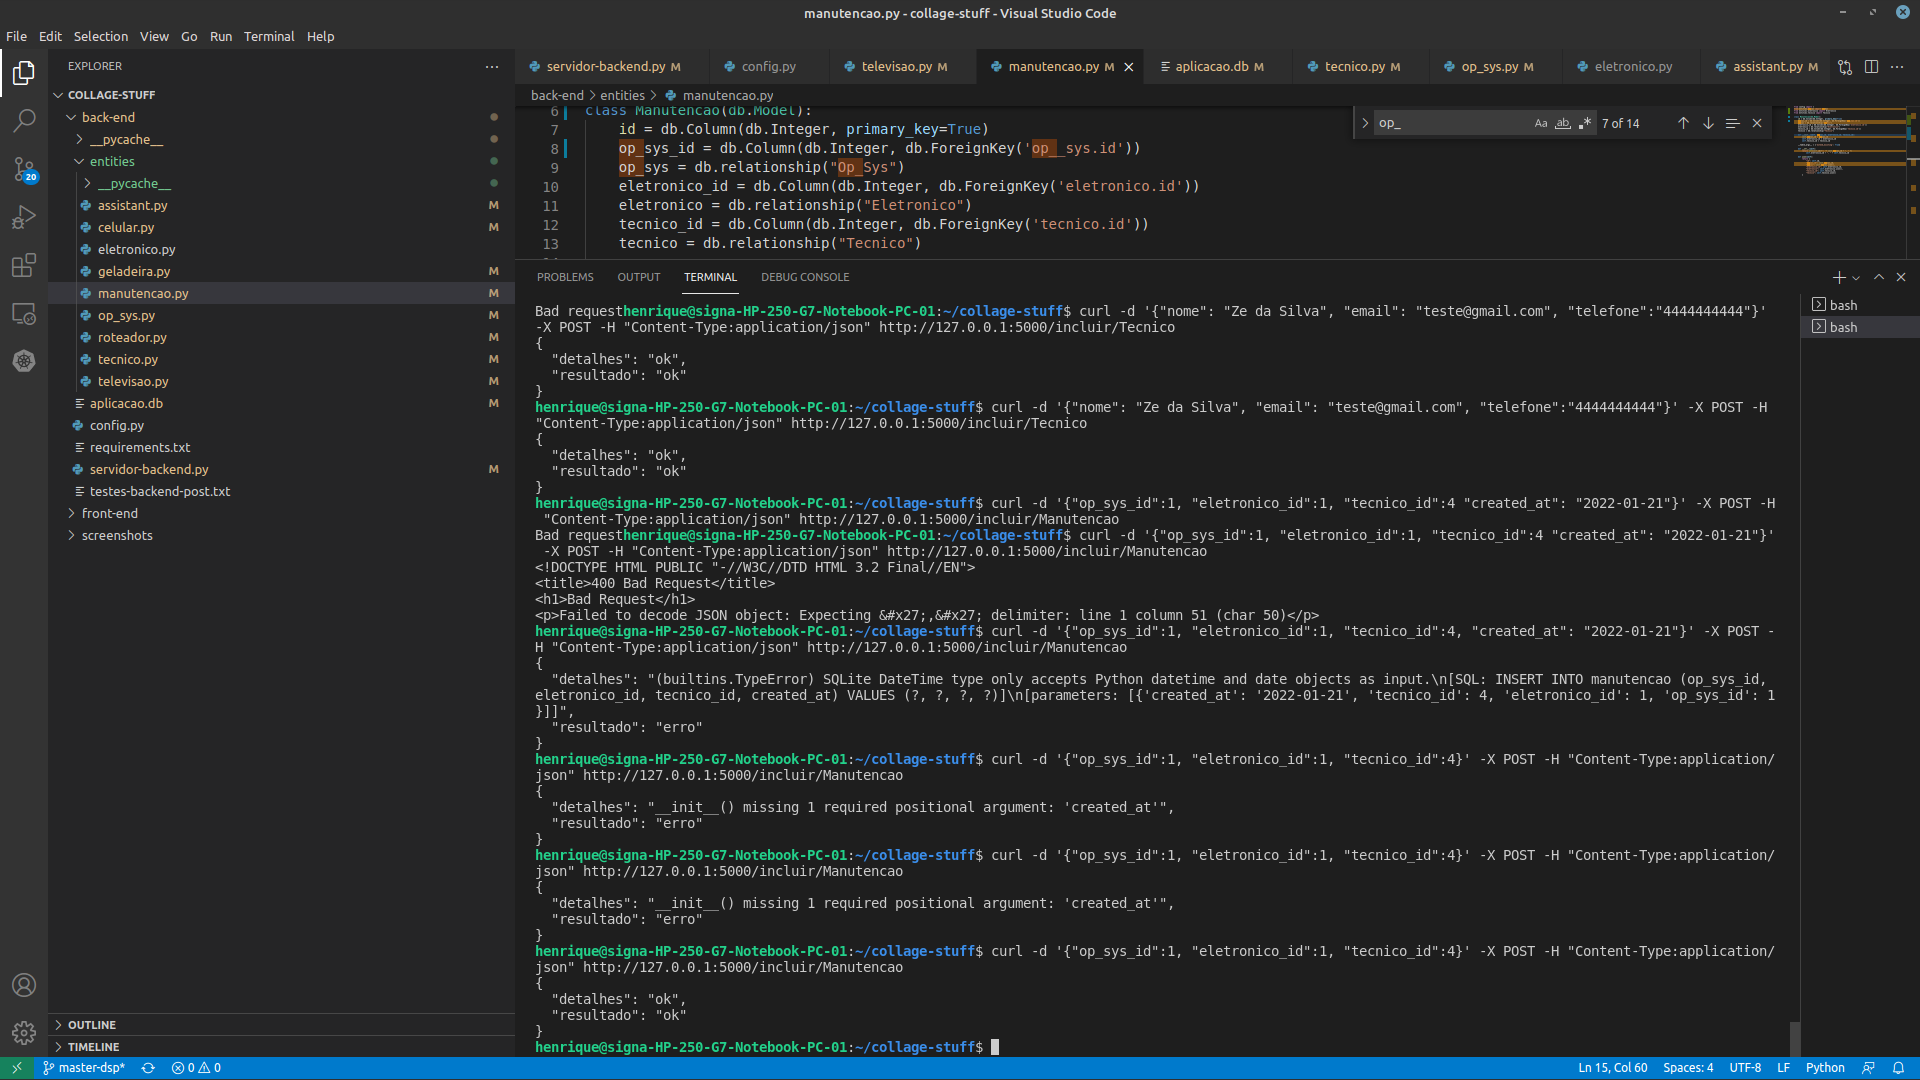 manutencao.py - collage-stuff - Visual Studio Code
File Edit Selection View Go Run Terminal Help
EXPLORER
COLLAGE-STUFF
back-end
__pycache__
entities
__pycache__
assistant.py M
celular.py M
eletronico.py
geladeira.py M
manutencao.py M
op_sys.py M
roteador.py M
tecnico.py M
televisao.py M
aplicacao.db M
config.py
requirements.txt
servidor-backend.py M
testes-backend-post.txt
front-end
screenshots
OUTLINE
TIMELINE
20
servidor-backend.py M config.py televisao.py M manutencao.py M aplicacao.db M tecnico.py M op_sys.py M eletronico.py assistant.py M
back-end > entities > manutencao.py
op_ Aa ab .* 7 of 14
6 class Manutencao(db.Model):
7 id = db.Column(db.Integer, primary_key=True)
8 op_sys_id = db.Column(db.Integer, db.ForeignKey('op__sys.id'))
9 op_sys = db.relationship("Op_Sys")
10 eletronico_id = db.Column(db.Integer, db.ForeignKey('eletronico.id'))
11 eletronico = db.relationship("Eletronico")
12 tecnico_id = db.Column(db.Integer, db.ForeignKey('tecnico.id'))
13 tecnico = db.relationship("Tecnico")
PROBLEMS OUTPUT TERMINAL DEBUG CONSOLE
bash
bash
Bad requesthenrique@signa-HP-250-G7-Notebook-PC-01:~/collage-stuff$ curl -d '{"nome": "Ze da Silva", "email": "teste@gmail.com", "telefone":"4444444444"}'
-X POST -H "Content-Type:application/json" http://127.0.0.1:5000/incluir/Tecnico
{
"detalhes": "ok",
"resultado": "ok"
}
henrique@signa-HP-250-G7-Notebook-PC-01:~/collage-stuff$ curl -d '{"nome": "Ze da Silva", "email": "teste@gmail.com", "telefone":"4444444444"}' -X POST -H
"Content-Type:application/json" http://127.0.0.1:5000/incluir/Tecnico
{
"detalhes": "ok",
"resultado": "ok"
}
henrique@signa-HP-250-G7-Notebook-PC-01:~/collage-stuff$ curl -d '{"op_sys_id":1, "eletronico_id":1, "tecnico_id":4 "created_at": "2022-01-21"}' -X POST -H
"Content-Type:application/json" http://127.0.0.1:5000/incluir/Manutencao
Bad requesthenrique@signa-HP-250-G7-Notebook-PC-01:~/collage-stuff$ curl -d '{"op_sys_id":1, "eletronico_id":1, "tecnico_id":4 "created_at": "2022-01-21"}'
-X POST -H "Content-Type:application/json" http://127.0.0.1:5000/incluir/Manutencao
<!DOCTYPE HTML PUBLIC "-//W3C//DTD HTML 3.2 Final//EN">
<title>400 Bad Request</title>
<h1>Bad Request</h1>
<p>Failed to decode JSON object: Expecting &#x27;,&#x27; delimiter: line 1 column 51 (char 50)</p>
henrique@signa-HP-250-G7-Notebook-PC-01:~/collage-stuff$ curl -d '{"op_sys_id":1, "eletronico_id":1, "tecnico_id":4, "created_at": "2022-01-21"}' -X POST -
H "Content-Type:application/json" http://127.0.0.1:5000/incluir/Manutencao
{
"detalhes": "(builtins.TypeError) SQLite DateTime type only accepts Python datetime and date objects as input.\n[SQL: INSERT INTO manutencao (op_sys_id,
eletronico_id, tecnico_id, created_at) VALUES (?, ?, ?, ?)]\n[parameters: [{'created_at': '2022-01-21', 'tecnico_id': 4, 'eletronico_id': 1, 'op_sys_id': 1
}]]",
"resultado": "erro"
}
henrique@signa-HP-250-G7-Notebook-PC-01:~/collage-stuff$ curl -d '{"op_sys_id":1, "eletronico_id":1, "tecnico_id":4}' -X POST -H "Content-Type:application/
json" http://127.0.0.1:5000/incluir/Manutencao
{
"detalhes": "__init__() missing 1 required positional argument: 'created_at'",
"resultado": "erro"
}
henrique@signa-HP-250-G7-Notebook-PC-01:~/collage-stuff$ curl -d '{"op_sys_id":1, "eletronico_id":1, "tecnico_id":4}' -X POST -H "Content-Type:application/
json" http://127.0.0.1:5000/incluir/Manutencao
{
"detalhes": "__init__() missing 1 required positional argument: 'created_at'",
"resultado": "erro"
}
henrique@signa-HP-250-G7-Notebook-PC-01:~/collage-stuff$ curl -d '{"op_sys_id":1, "eletronico_id":1, "tecnico_id":4}' -X POST -H "Content-Type:application/
json" http://127.0.0.1:5000/incluir/Manutencao
{
"detalhes": "ok",
"resultado": "ok"
}
henrique@signa-HP-250-G7-Notebook-PC-01:~/collage-stuff$
master-dsp* 0 0 Ln 15, Col 60 Spaces: 4 UTF-8 LF Python